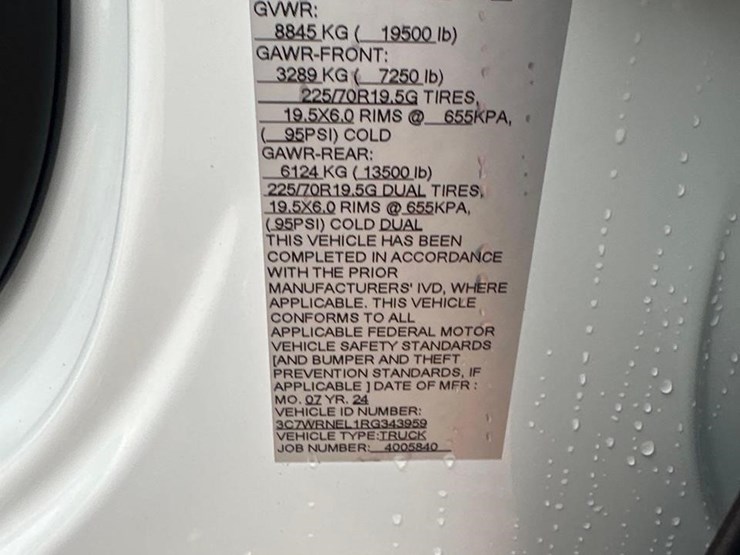 GVWR:
8845 KG ( 19500 lb)
GAWR-FRONT:
3289 KG ( 7250 lb)
225/70R19.5G TIRES,
19.5X6.0 RIMS @ 655KPA,
( 95PSI) COLD
GAWR-REAR:
6124 KG ( 13500 lb)
225/70R19.5G DUAL TIRES,
19.5X6.0 RIMS @ 655KPA,
( 95PSI) COLD DUAL
THIS VEHICLE HAS BEEN
COMPLETED IN ACCORDANCE
WITH THE PRIOR
MANUFACTURERS' IVD, WHERE
APPLICABLE. THIS VEHICLE
CONFORMS TO ALL
APPLICABLE FEDERAL MOTOR
VEHICLE SAFETY STANDARDS
[AND BUMPER AND THEFT
PREVENTION STANDARDS, IF
APPLICABLE ] DATE OF MFR :
MO. 07 YR. 24
VEHICLE ID NUMBER:
3C7WRNEL1RG343959
VEHICLE TYPE:TRUCK
JOB NUMBER: 4005840